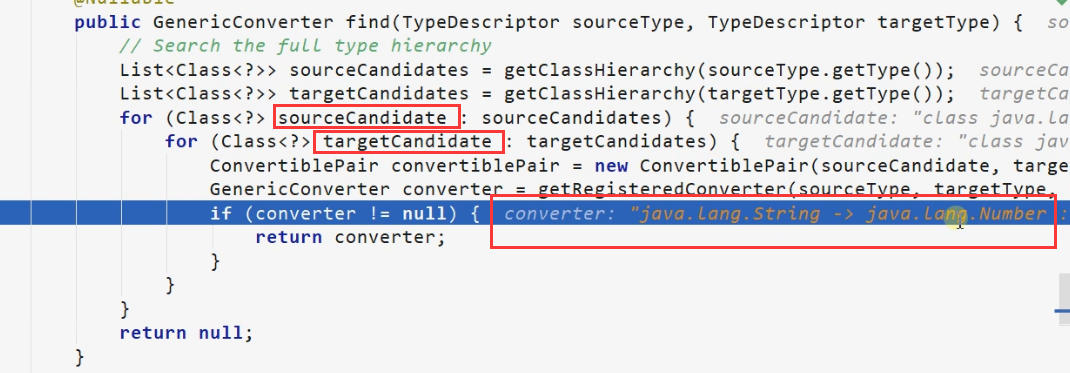 @Nullable
public GenericConverter find(TypeDescriptor sourceType, TypeDescriptor targetType) { so
// Search the full type hierarchy
List<Class<?>> sourceCandidates = getClassHierarchy(sourceType.getType()); sourceCa
List<Class<?>> targetCandidates = getClassHierarchy(targetType.getType()); targetCa
for (Class<?> sourceCandidate : sourceCandidates) { sourceCandidate: "class java.la
for (Class<?> targetCandidate : targetCandidates) { targetCandidate: "class jav
ConvertiblePair convertiblePair = new ConvertiblePair(sourceCandidate, targe
GenericConverter converter = getRegisteredConverter(sourceType, targetType,
if (converter != null) { converter: "java.lang.String -> java.lang.Number :
return converter;
}
}
}
return null;
}